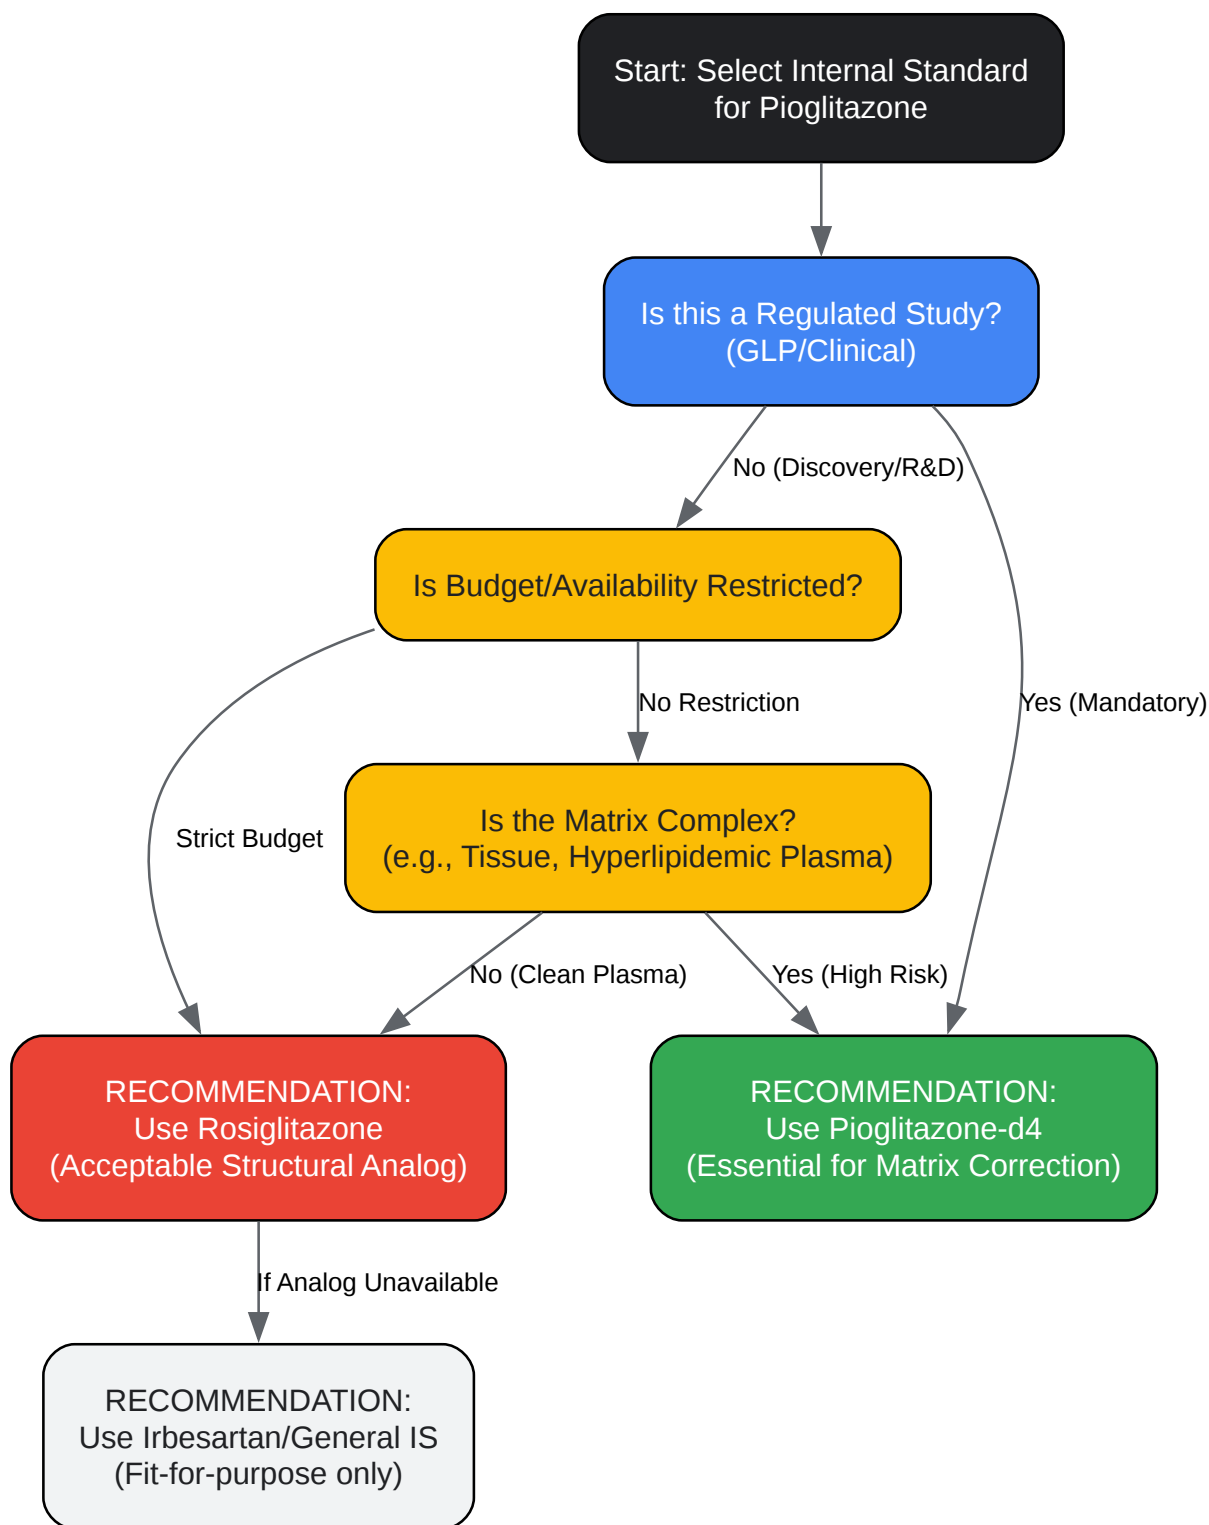 Start: Select Internal Standard
for Pioglitazone
Is this a Regulated Study?
(GLP/Clinical)
No (Discovery/R&D)
Is Budget/Availability Restricted?
No Restriction
Yes (Mandatory)
Is the Matrix Complex?
(e.g., Tissue, Hyperlipidemic Plasma)
Strict Budget
No (Clean Plasma)
Yes (High Risk)
RECOMMENDATION:
Use Rosiglitazone
(Acceptable Structural Analog)
RECOMMENDATION:
Use Pioglitazone-d4
(Essential for Matrix Correction)
If Analog Unavailable
RECOMMENDATION:
Use Irbesartan/General IS
(Fit-for-purpose only)